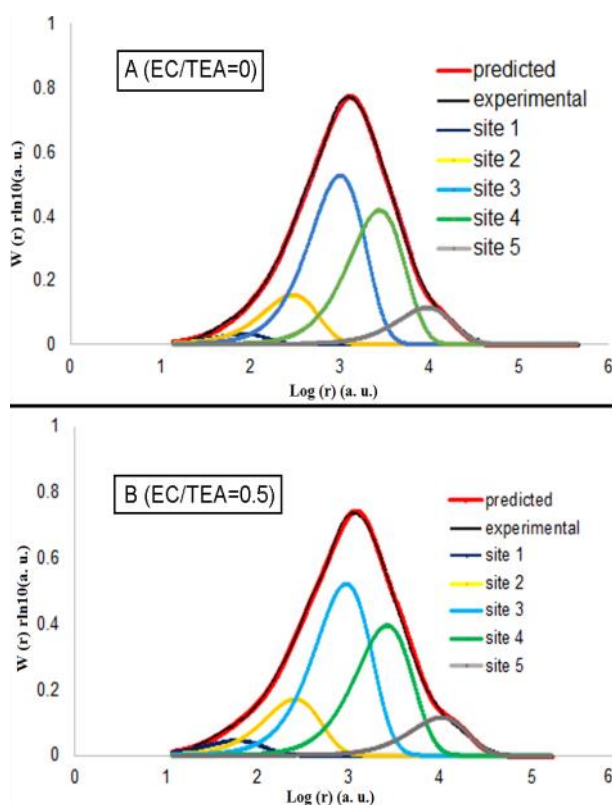 A (EC/TEA=0)
predicted
experimental
site 1
site 2
site 3
site 4
site 5
W (r) rln10(a. u.)
1
0.8
0.6
0.4
0.2
0
0 1 2 3 4 5 6
Log (r) (a. u.)
B (EC/TEA=0.5)
predicted
experimental
site 1
site 2
site 3
site 4
site 5
W (r) rln10(a. u.)
1
0.8
0.6
0.4
0.2
0
0 1 2 3 4 5 6
Log (r) (a. u.)